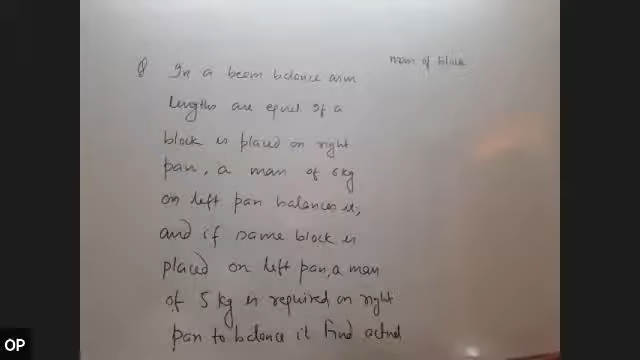 Q In a beam balance arm
lengths are equal if a
block is placed on right
pan, a mass of 6kg
on left pan balances it,
and if same block is
placed on left pan, a mass
of 5 kg is required on right
pan to balance it find actual
mass of block
OP